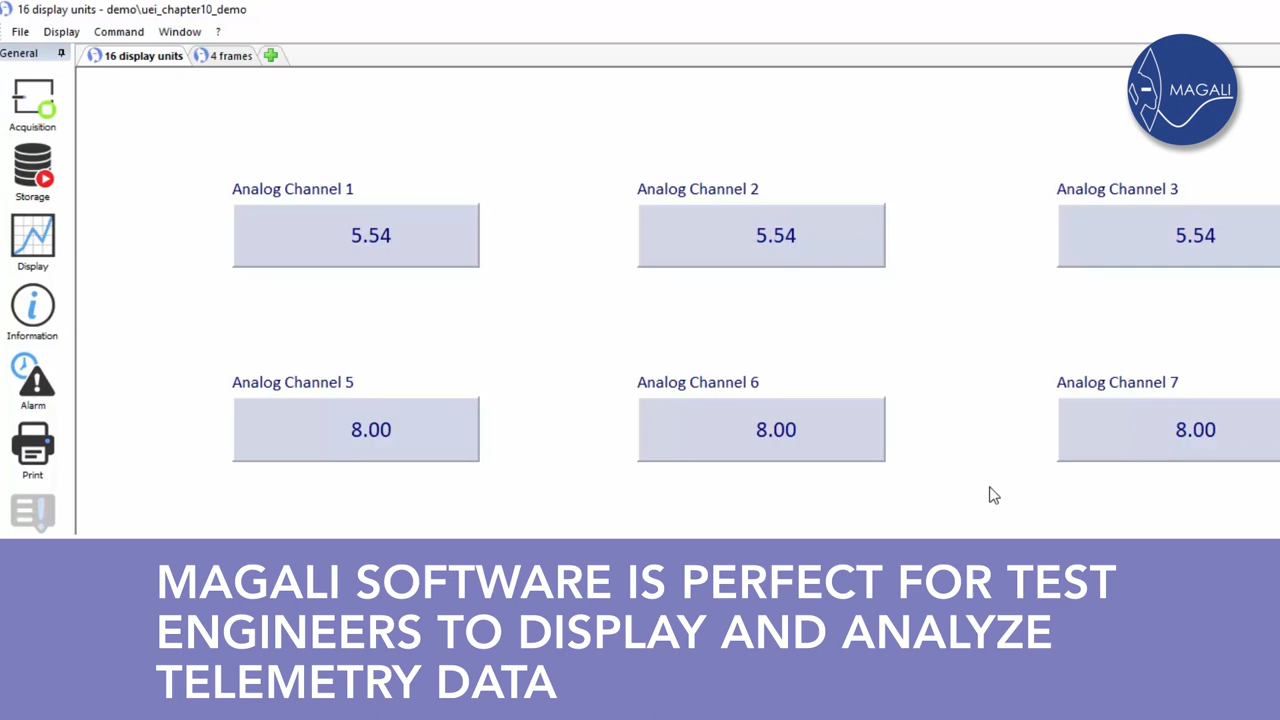 16 display units - demo\uei_chapter10_demo
File Display Command Window ?
General
16 display units
4 frames
MAGALI
Acquisition
Storage
Display
Information
Alarm
Print
Analog Channel 1
Analog Channel 2
Analog Channel 3
5.54
5.54
5.54
Analog Channel 5
Analog Channel 6
Analog Channel 7
8.00
8.00
8.00
MAGALI SOFTWARE IS PERFECT FOR TEST
ENGINEERS TO DISPLAY AND ANALYZE
TELEMETRY DATA